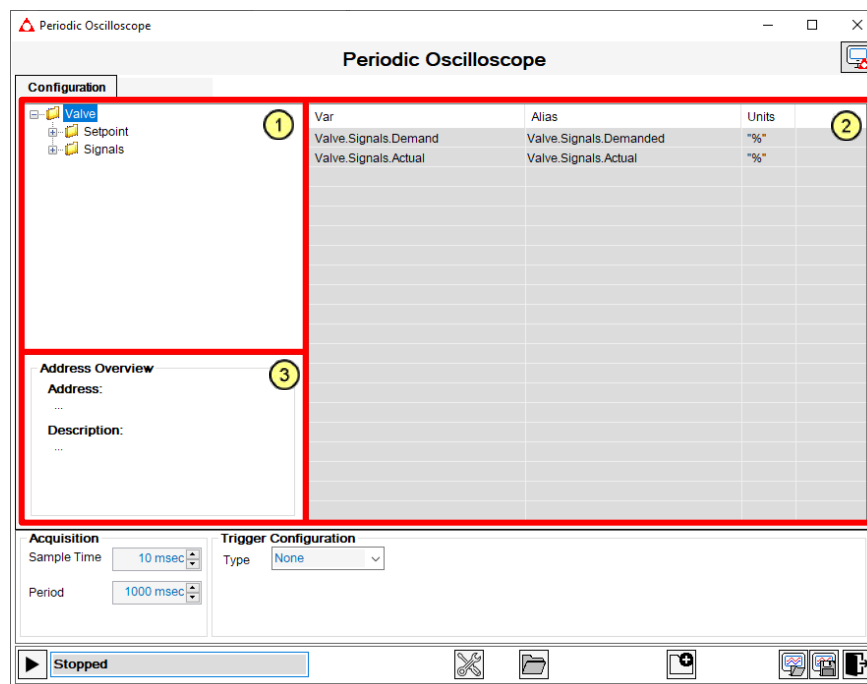 Periodic Oscilloscope
Periodic Oscilloscope
Configuration
Valve
Setpoint
Signals
1
Var Alias Units
2
Valve.Signals.Demand Valve.Signals.Demanded "%"
Valve.Signals.Actual Valve.Signals.Actual "%"
Address Overview
3
Address:
...
Description:
...
Acquisition
Sample Time 10 msec
Period 1000 msec
Trigger Configuration
Type None
Stopped